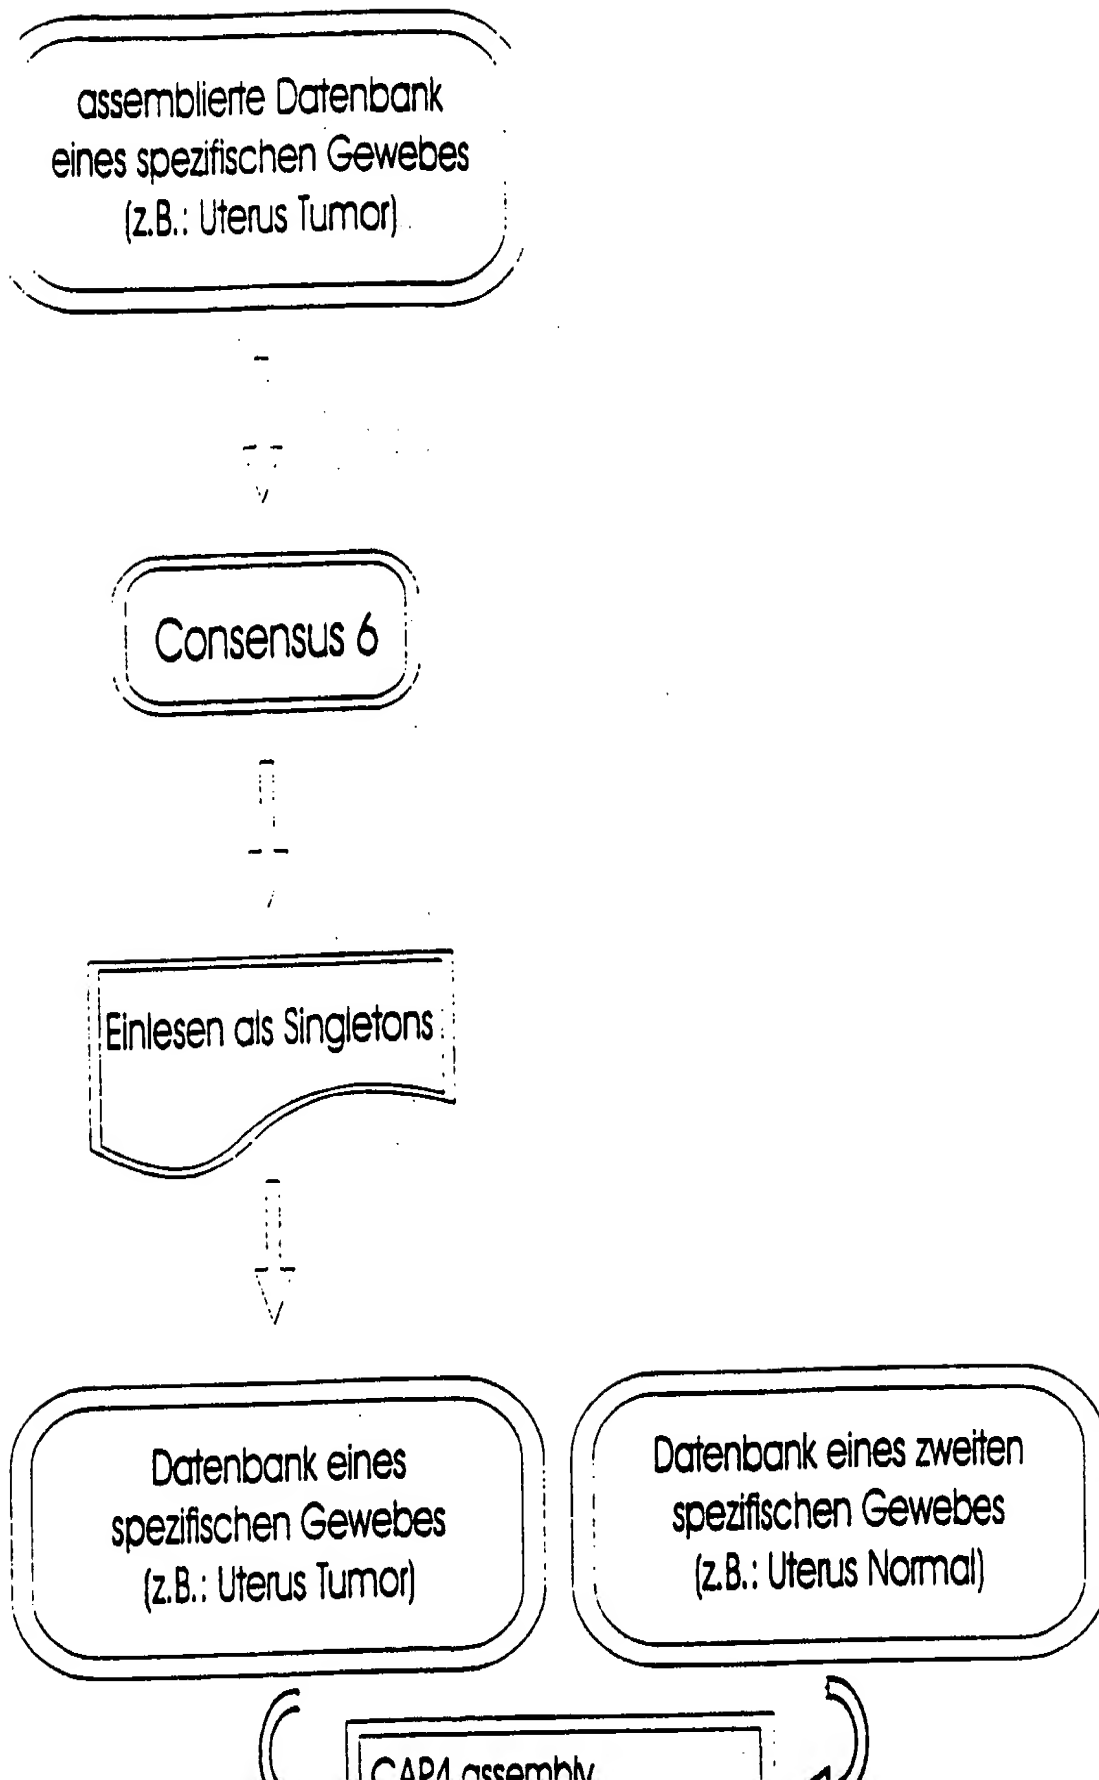 assemblierte Datenbank
eines spezifischen Gewebes
(z.B.: Uterus Tumor)
Consensus 6
Einlesen als Singletons
Datenbank eines
spezifischen Gewebes
(z.B.: Uterus Tumor)
Datenbank eines zweiten
spezifischen Gewebes
(z.B.: Uterus Normal)
CAP4 assembly